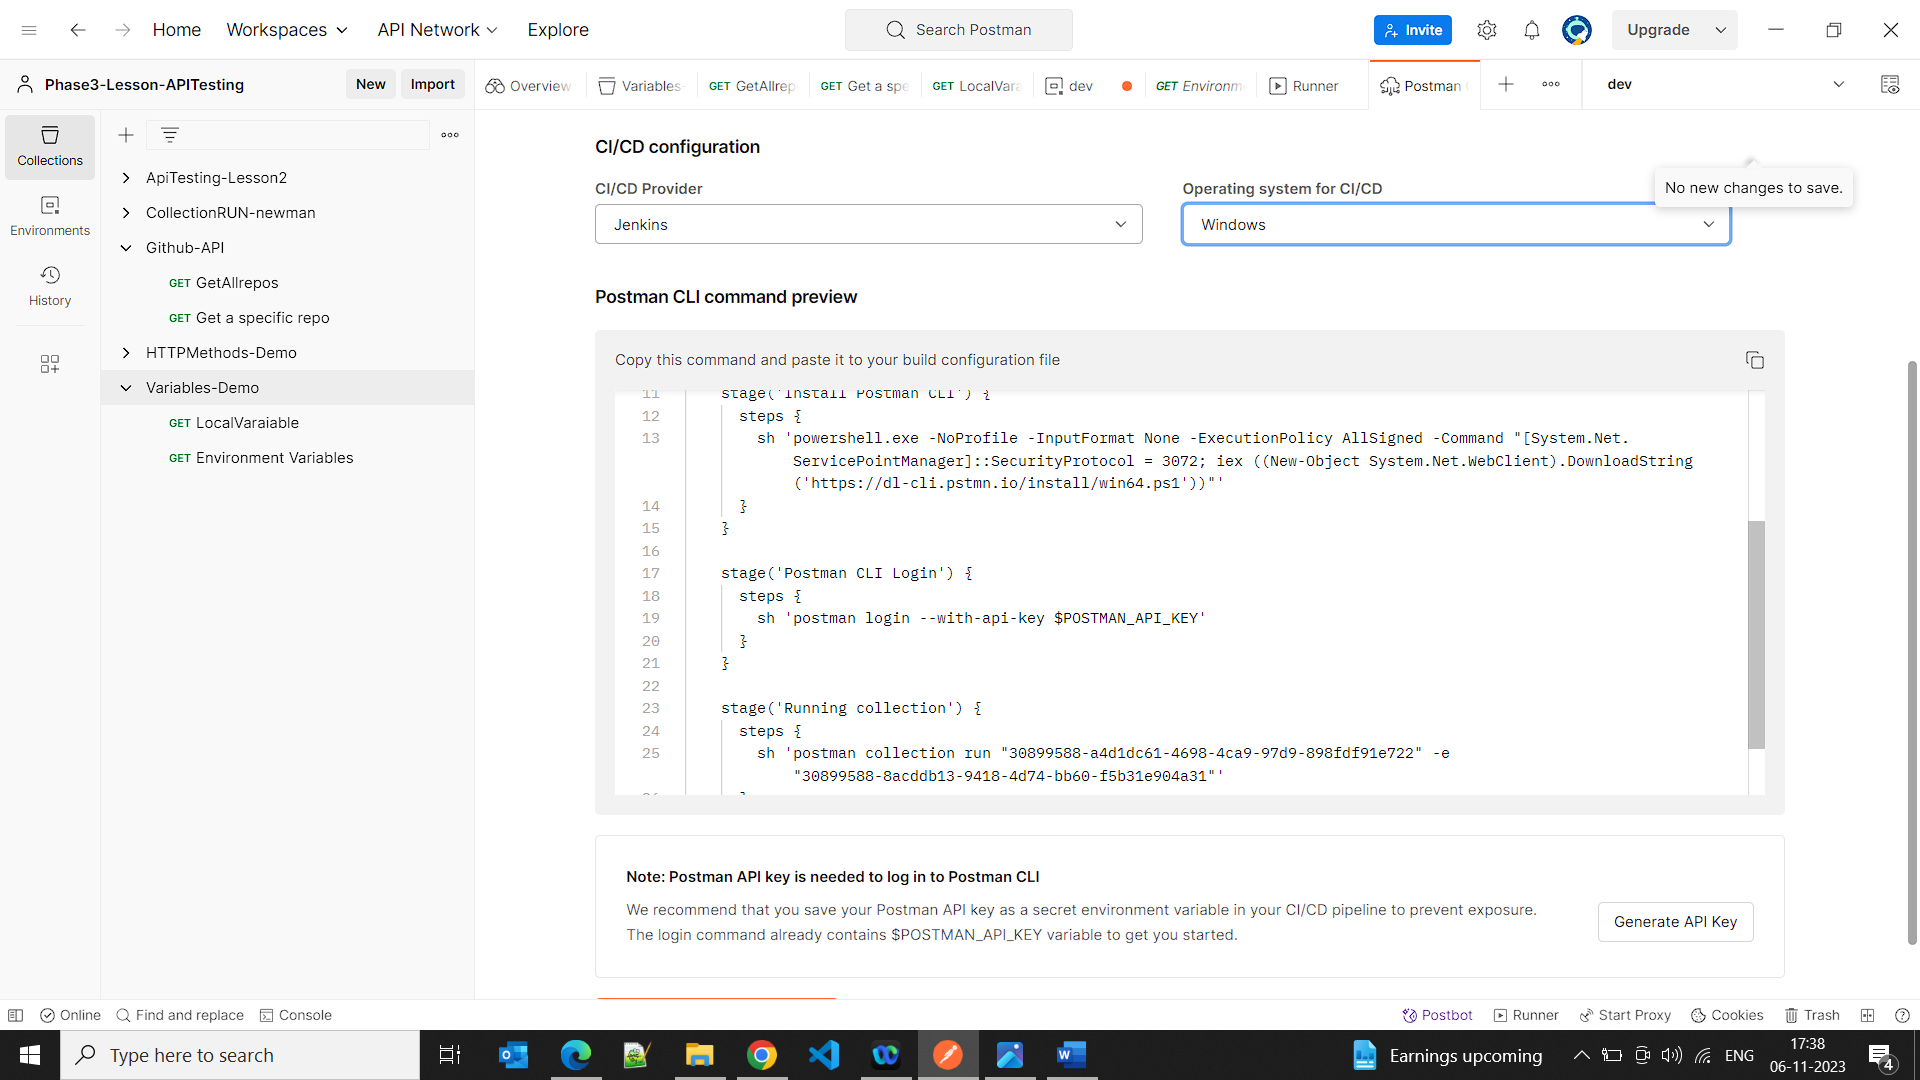 Home Workspaces API Network Explore Search Postman Invite Upgrade
Phase3-Lesson-APITesting New Import Overview Variables GET GetAllrep GET Get a spe GET LocalVara dev GET Environm Runner Postman dev
Collections
Environments
History
ApiTesting-Lesson2
CollectionRUN-newman
Github-API
GET GetAllrepos
GET Get a specific repo
HTTPMethods-Demo
Variables-Demo
GET LocalVaraiable
GET Environment Variables
CI/CD configuration
CI/CD Provider
Jenkins
Operating system for CI/CD
Windows
No new changes to save.
Postman CLI command preview
Copy this command and paste it to your build configuration file
11 stage('Install Postman CLI') {
12 steps {
13 sh 'powershell.exe -NoProfile -InputFormat None -ExecutionPolicy AllSigned -Command "[System.Net.
ServicePointManager]::SecurityProtocol = 3072; iex ((New-Object System.Net.WebClient).DownloadString
('https://dl-cli.pstmn.io/install/win64.ps1'))"'
14 }
15 }
16
17 stage('Postman CLI Login') {
18 steps {
19 sh 'postman login --with-api-key $POSTMAN_API_KEY'
20 }
21 }
22
23 stage('Running collection') {
24 steps {
25 sh 'postman collection run "30899588-a4d1dc61-4698-4ca9-97d9-898fdf91e722" -e
"30899588-8acddb13-9418-4d74-bb60-f5b31e904a31"'
Note: Postman API key is needed to log in to Postman CLI
We recommend that you save your Postman API key as a secret environment variable in your CI/CD pipeline to prevent exposure.
The login command already contains $POSTMAN_API_KEY variable to get you started.
Generate API Key
Online Find and replace Console Postbot Runner Start Proxy Cookies Trash
Type here to search Earnings upcoming ENG 17:38
06-11-2023 4